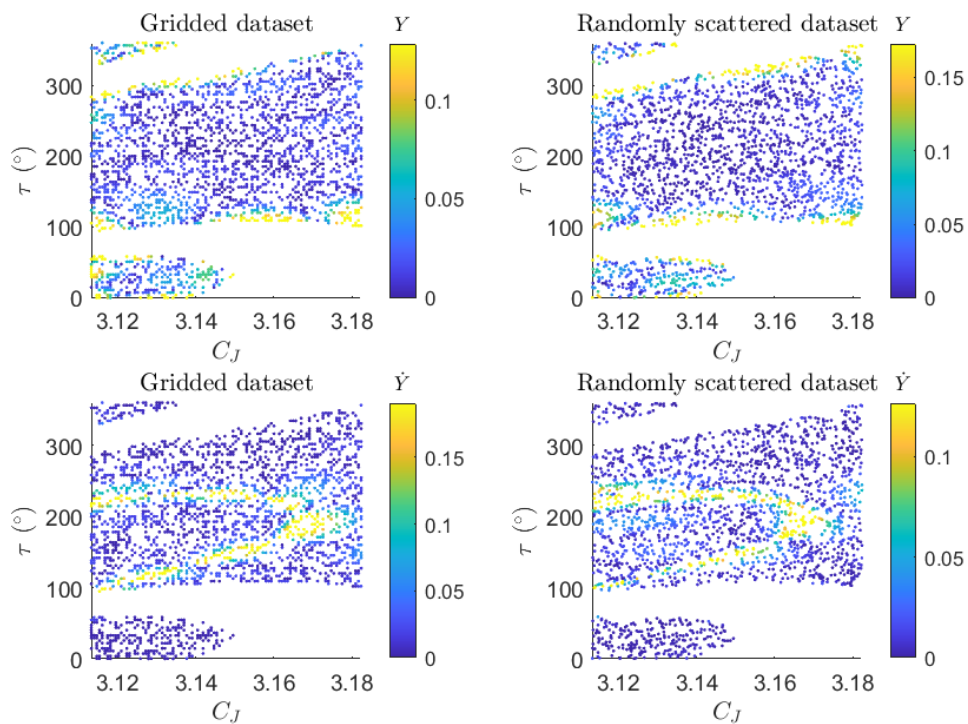 Gridded dataset Y
300
200
100
0
τ (°)
3.12 3.14 3.16 3.18
C_J
0.1
0.05
0
Randomly scattered dataset Y
300
200
100
0
τ (°)
3.12 3.14 3.16 3.18
C_J
0.15
0.1
0.05
0
Gridded dataset Ẏ
300
200
100
0
τ (°)
3.12 3.14 3.16 3.18
C_J
0.15
0.1
0.05
0
Randomly scattered dataset Ẏ
300
200
100
0
τ (°)
3.12 3.14 3.16 3.18
C_J
0.1
0.05
0